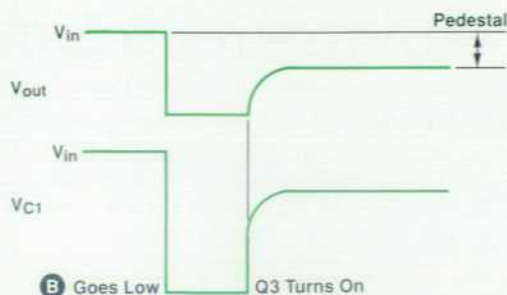 Pedestal
Vin
Vout
Vin
VC1
B Goes Low
Q3 Turns On